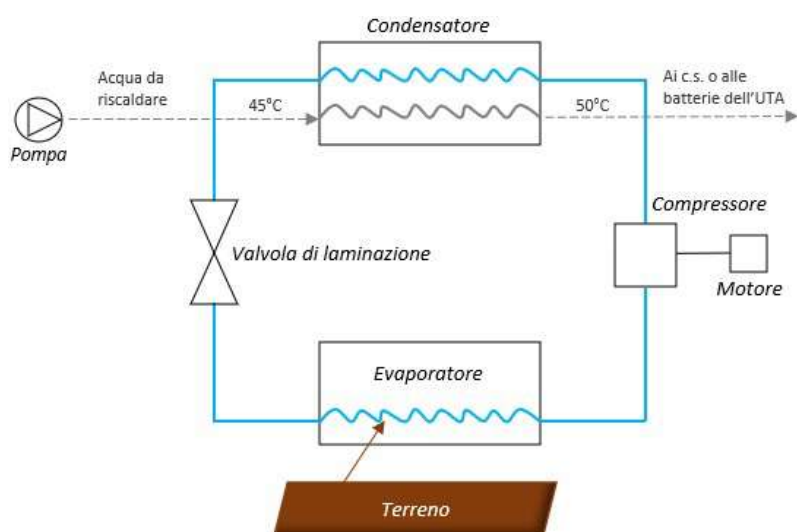 Condensatore
Acqua da
riscaldare
45°C
50°C
Ai c.s. o alle
batterie dell'UTA
Pompa
Compressore
Valvola di laminazione
Motore
Evaporatore
Terreno